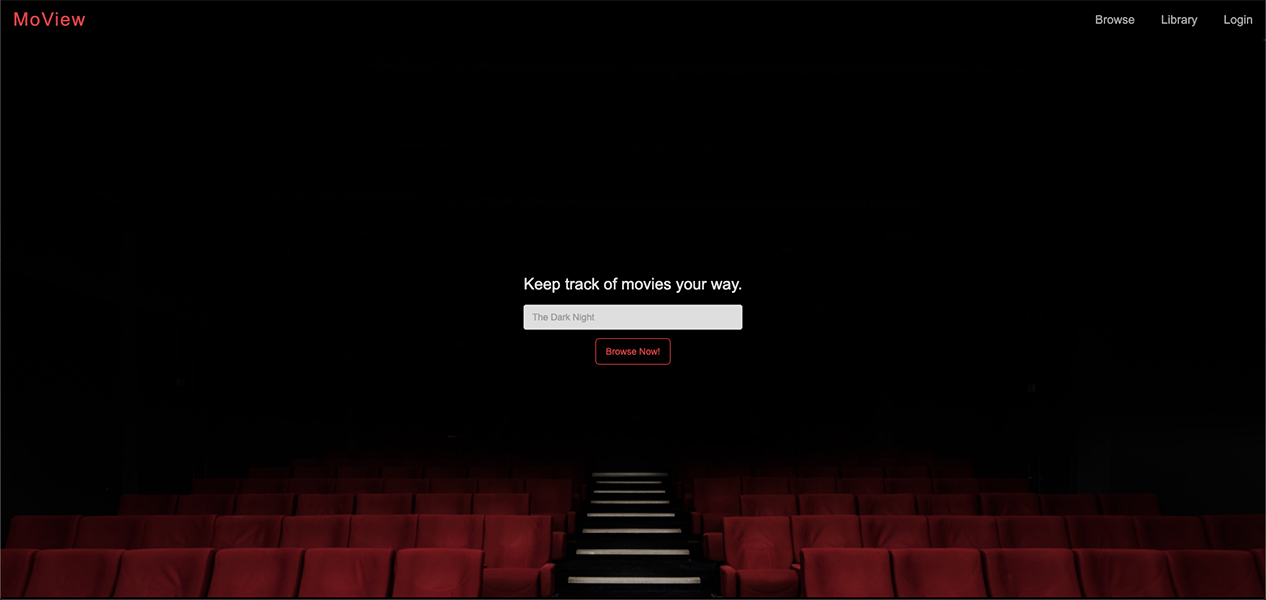 MoView
Browse
Library
Login
Keep track of movies your way.
The Dark Night
Browse Now!